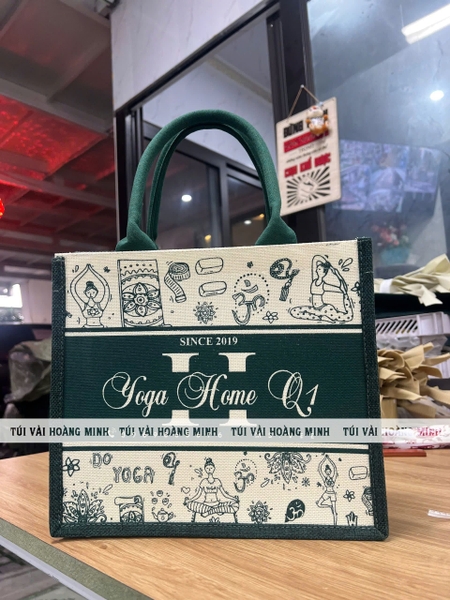 SINCE 2019
H
Yoga Home Q1
TÚI VẢI HOÀNG MINH TÚI VẢI HOÀNG MINH TÚI VẢI HOÀNG MINH TÚI VẢI HOÀNG MINH
DO
YOGA